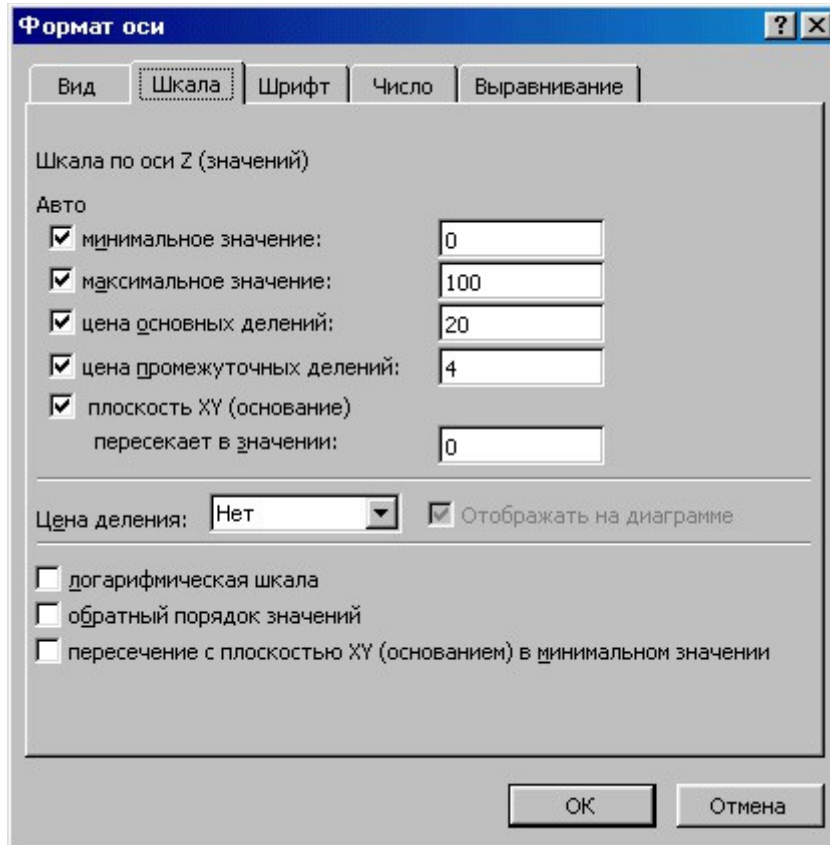 Формат оси
Вид Шкала Шрифт Число Выравнивание
Шкала по оси Z (значений)
Авто
минимальное значение: 0
максимальное значение: 100
цена основных делений: 20
цена промежуточных делений: 4
плоскость XY (основание)
пересекает в значении: 0
Цена деления: Нет Отображать на диаграмме
логарифмическая шкала
обратный порядок значений
пересечение с плоскостью XY (основанием) в минимальном значении
OK Отмена